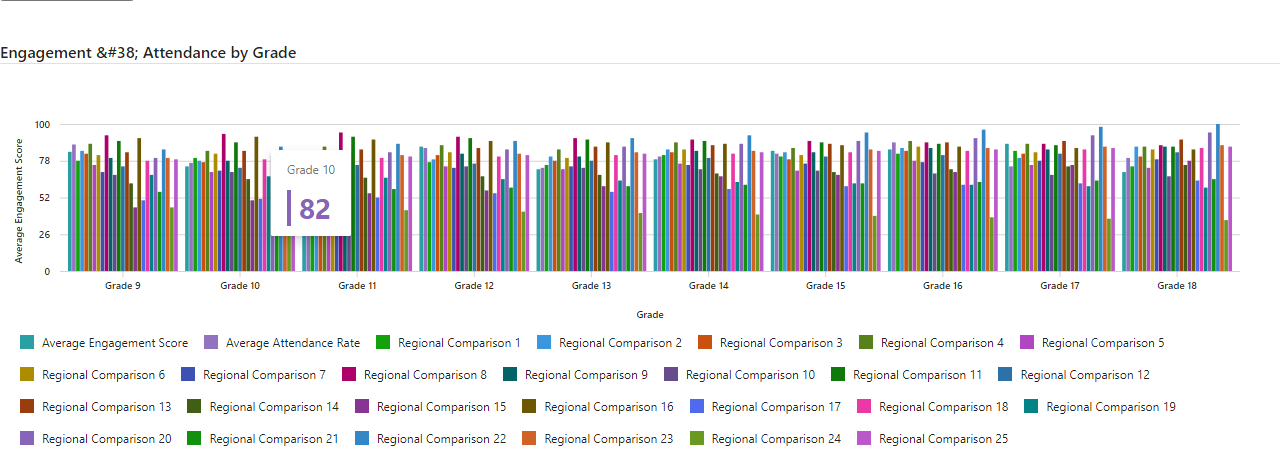 Engagement &#38; Attendance by Grade
Average Engagement Score
100
78
52
26
0
Grade 10
82
Grade 9 Grade 10 Grade 11 Grade 12 Grade 13 Grade 14 Grade 15 Grade 16 Grade 17 Grade 18
Grade
Average Engagement Score Average Attendance Rate Regional Comparison 1 Regional Comparison 2 Regional Comparison 3 Regional Comparison 4 Regional Comparison 5
Regional Comparison 6 Regional Comparison 7 Regional Comparison 8 Regional Comparison 9 Regional Comparison 10 Regional Comparison 11 Regional Comparison 12
Regional Comparison 13 Regional Comparison 14 Regional Comparison 15 Regional Comparison 16 Regional Comparison 17 Regional Comparison 18 Regional Comparison 19
Regional Comparison 20 Regional Comparison 21 Regional Comparison 22 Regional Comparison 23 Regional Comparison 24 Regional Comparison 25